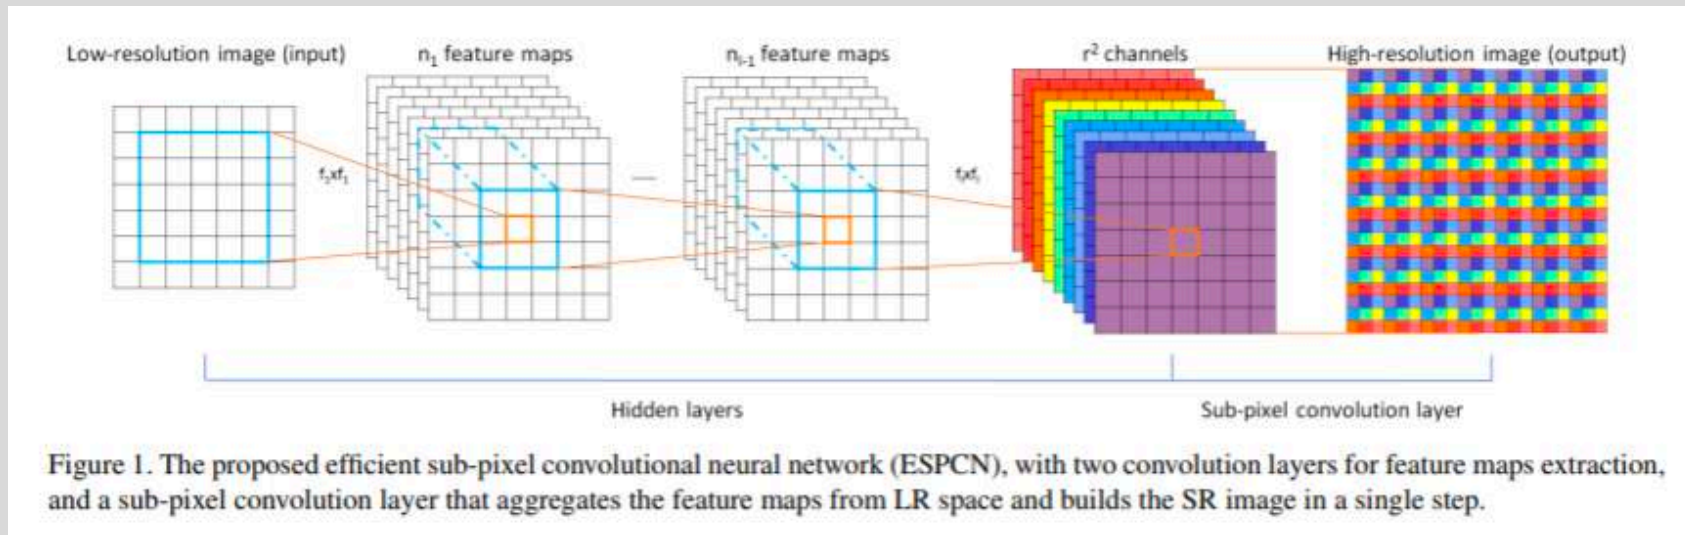 Low-resolution image (input)
n₁ feature maps
nₗ₋₁ feature maps
r² channels
High-resolution image (output)
f₁xf₁
fₗxfₗ
Hidden layers
Sub-pixel convolution layer
Figure 1. The proposed efficient sub-pixel convolutional neural network (ESPCN), with two convolution layers for feature maps extraction,
and a sub-pixel convolution layer that aggregates the feature maps from LR space and builds the SR image in a single step.